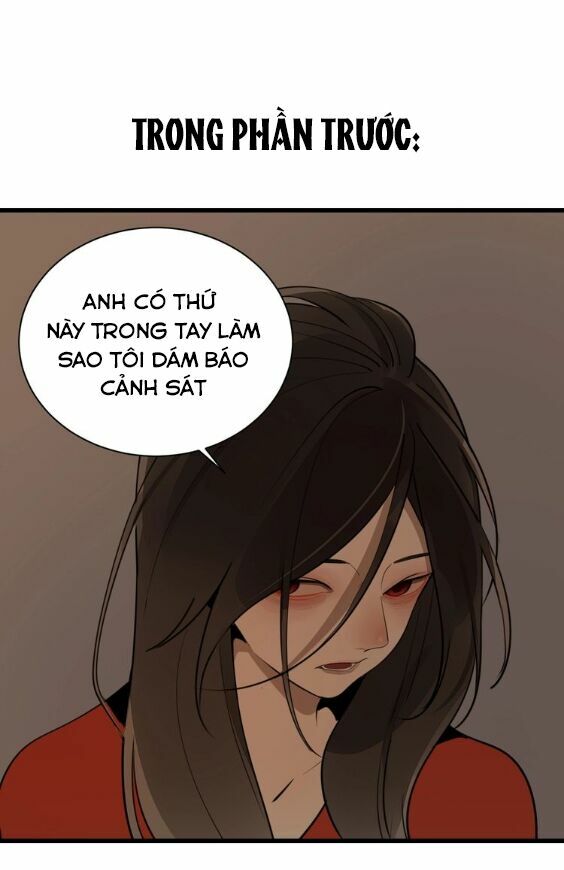 TRONG PHẦN TRƯỚC:
ANH CÓ THỨ
NÀY TRONG TAY LÀM
SAO TÔI DÁM BÁO
CẢNH SÁT